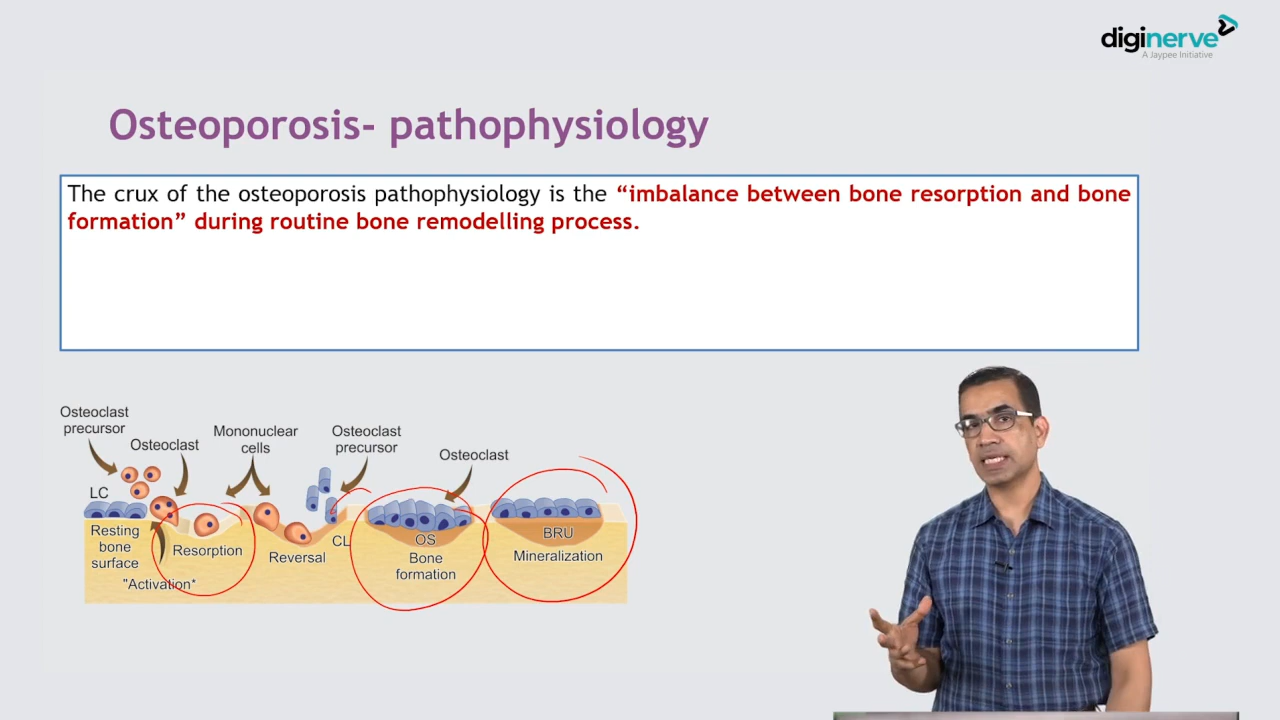 diginerve
A Jaypee Initiative
Osteoporosis- pathophysiology
The crux of the osteoporosis pathophysiology is the “imbalance between bone resorption and bone
formation” during routine bone remodelling process.
Osteoclast
precursor
Osteoclast
Mononuclear
cells
Osteoclast
precursor
Osteoclast
LC
Resting
bone
surface
"Activation*
Resorption
Reversal
CL
OS
Bone
formation
BRU
Mineralization